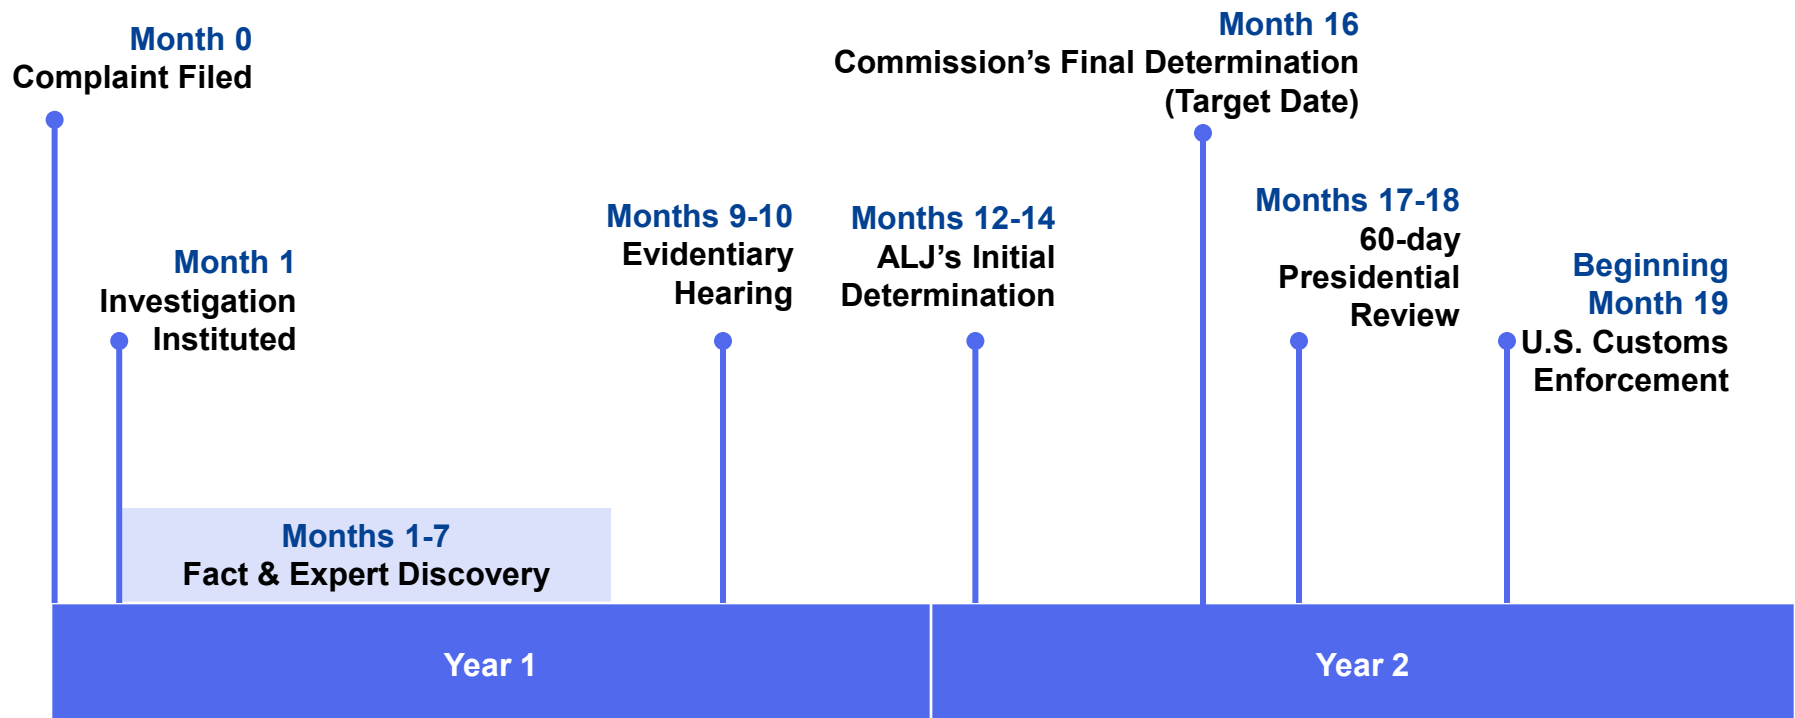 Month 0
Complaint Filed
Month 1
Investigation
Instituted
Months 1-7
Fact & Expert Discovery
Months 9-10
Evidentiary
Hearing
Months 12-14
ALJ’s Initial
Determination
Month 16
Commission’s Final Determination
(Target Date)
Months 17-18
60-day
Presidential
Review
Beginning
Month 19
U.S. Customs
Enforcement
Year 1
Year 2